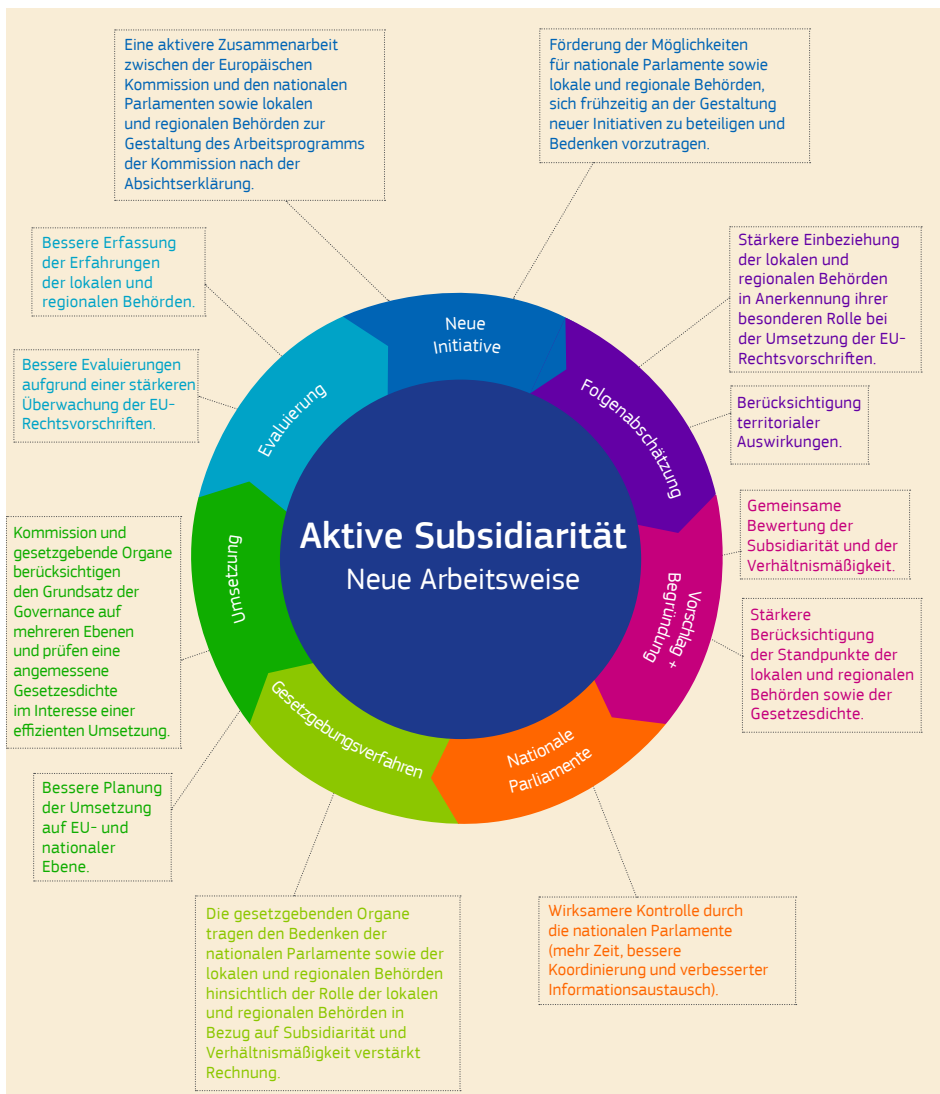 Eine aktivere Zusammenarbeit
zwischen der Europäischen
Kommission und den nationalen
Parlamenten sowie lokalen
und regionalen Behörden zur
Gestaltung des Arbeitsprogramms
der Kommission nach der
Absichtserklärung.
Förderung der Möglichkeiten
für nationale Parlamente sowie
lokale und regionale Behörden,
sich frühzeitig an der Gestaltung
neuer Initiativen zu beteiligen und
Bedenken vorzutragen.
Bessere Erfassung
der Erfahrungen
der lokalen und
regionalen Behörden.
Stärkere Einbeziehung
der lokalen und
regionalen Behörden
in Anerkennung ihrer
besonderen Rolle bei
der Umsetzung der EU-
Rechtsvorschriften.
Bessere Evaluierungen
aufgrund einer stärkeren
Überwachung der EU-
Rechtsvorschriften.
Berücksichtigung
territorialer
Auswirkungen.
Neue
Initiative
Folgenabschätzung
Evaluierung
Aktive Subsidiarität
Neue Arbeitsweise
Gemeinsame
Bewertung der
Subsidiarität und der
Verhältnismäßigkeit.
Kommission und
gesetzgebende Organe
berücksichtigen
den Grundsatz der
Governance auf
mehreren Ebenen
und prüfen eine
angemessene
Gesetzesdichte
im Interesse einer
effizienten Umsetzung.
Umsetzung
Vorschlag +
Begründung
Stärkere
Berücksichtigung
der Standpunkte der
lokalen und regionalen
Behörden sowie der
Gesetzesdichte.
Gesetzgebungsverfahren
Nationale
Parliamente
Bessere Planung
der Umsetzung
auf EU- und
nationaler
Ebene.
Die gesetzgebenden Organe
tragen den Bedenken der
nationalen Parlamente sowie der
lokalen und regionalen Behörden
hinsichtlich der Rolle der lokalen
und regionalen Behörden in
Bezug auf Subsidiarität und
Verhältnismäßigkeit verstärkt
Rechnung.
Wirksamere Kontrolle durch
die nationalen Parlamente
(mehr Zeit, bessere
Koordinierung und verbesserter
Informationsaustausch).